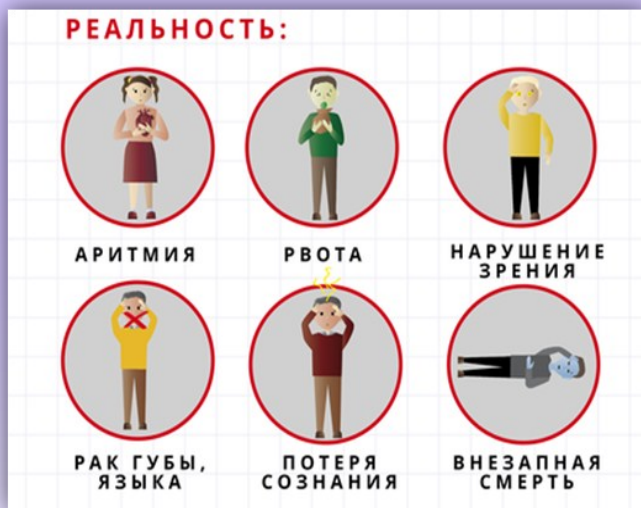 РЕАЛЬНОСТЬ:
АРИТМИЯ
РВОТА
НАРУШЕНИЕ
ЗРЕНИЯ
РАК ГУБЫ,
ЯЗЫКА
ПОТЕРЯ
СОЗНАНИЯ
ВНЕЗАПНАЯ
СМЕРТЬ